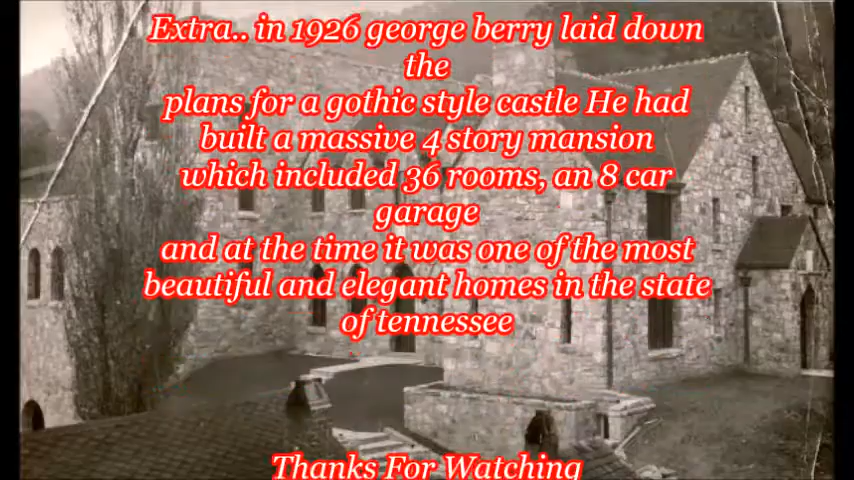 Extra.. in 1926 george berry laid down
the
plans for a gothic style castle He had
built a massive 4 story mansion
which included 36 rooms, an 8 car
garage
and at the time it was one of the most
beautiful and elegant homes in the state
of tennessee
Thanks For Watching